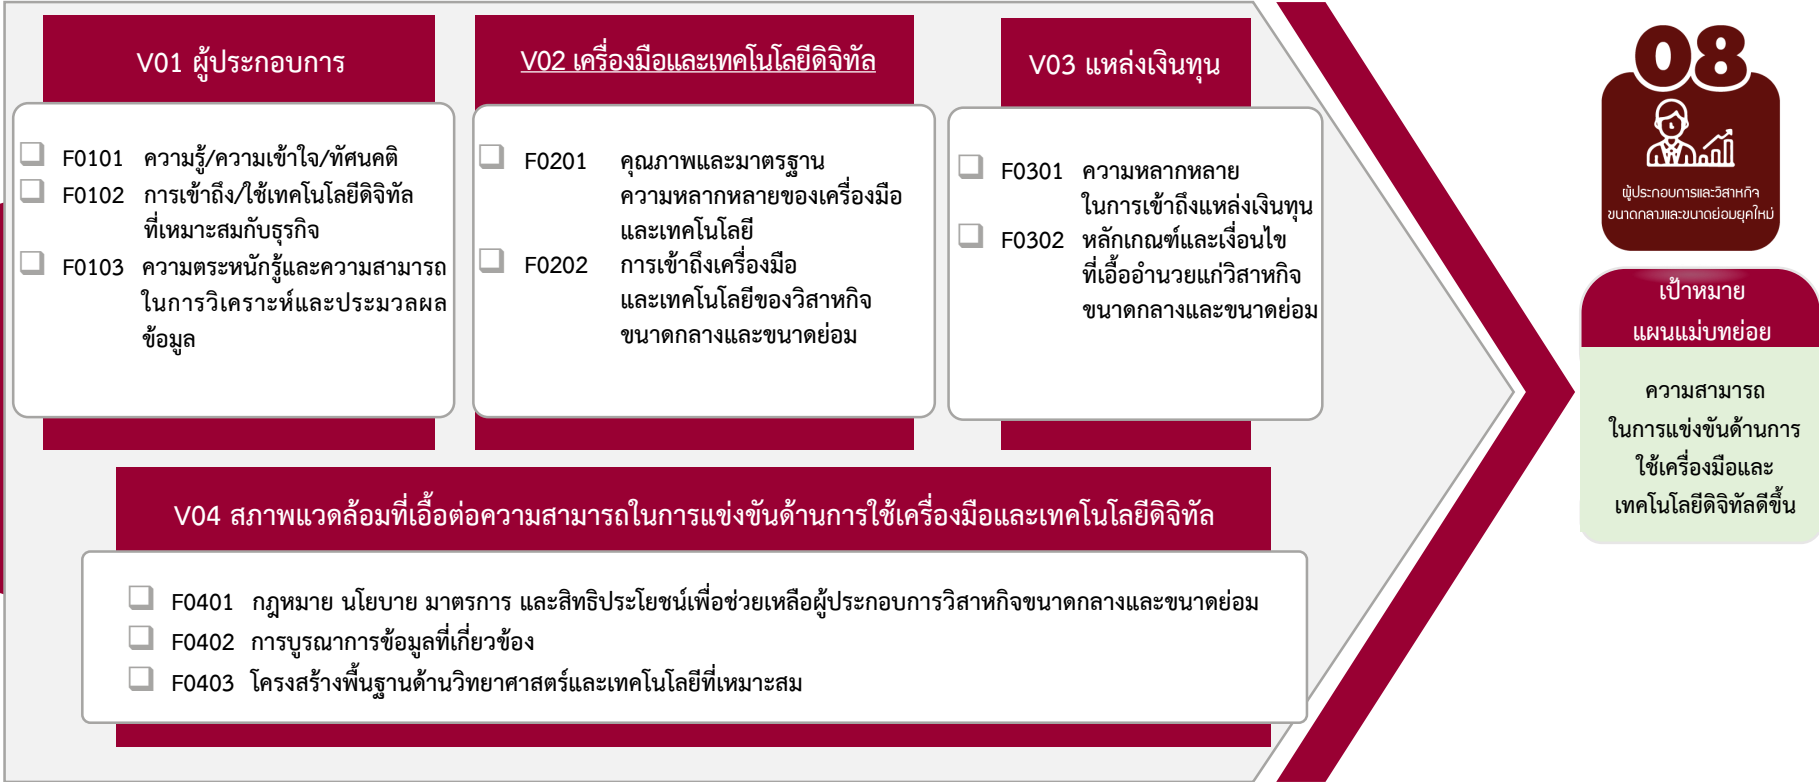 V01 ผู้ประกอบการ
F0101 ความรู้/ความเข้าใจ/ทัศนคติ
F0102 การเข้าถึง/ใช้เทคโนโลยีดิจิทัล
ที่เหมาะสมกับธุรกิจ
F0103 ความตระหนักรู้และความสามารถ
ในการวิเคราะห์และประมวลผล
ข้อมูล
V02 เครื่องมือและเทคโนโลยีดิจิทัล
F0201 คุณภาพและมาตรฐาน
ความหลากหลายของเครื่องมือ
และเทคโนโลยี
F0202 การเข้าถึงเครื่องมือ
และเทคโนโลยีของวิสาหกิจ
ขนาดกลางและขนาดย่อม
V03 แหล่งเงินทุน
F0301 ความหลากหลาย
ในการเข้าถึงแหล่งเงินทุน
F0302 หลักเกณฑ์และเงื่อนไข
ที่เอื้ออำนวยแก่วิสาหกิจ
ขนาดกลางและขนาดย่อม
V04 สภาพแวดล้อมที่เอื้อต่อความสามารถในการแข่งขันด้านการใช้เครื่องมือและเทคโนโลยีดิจิทัล
F0401 กฎหมาย นโยบาย มาตรการ และสิทธิประโยชน์เพื่อช่วยเหลือผู้ประกอบการวิสาหกิจขนาดกลางและขนาดย่อม
F0402 การบูรณาการข้อมูลที่เกี่ยวข้อง
F0403 โครงสร้างพื้นฐานด้านวิทยาศาสตร์และเทคโนโลยีที่เหมาะสม
08
ผู้ประกอบการและวิสาหกิจ
ขนาดกลางและขนาดย่อมยุคใหม่
เป้าหมาย
แผนแม่บทย่อย
ความสามารถ
ในการแข่งขันด้านการ
ใช้เครื่องมือและ
เทคโนโลยีดิจิทัลดีขึ้น